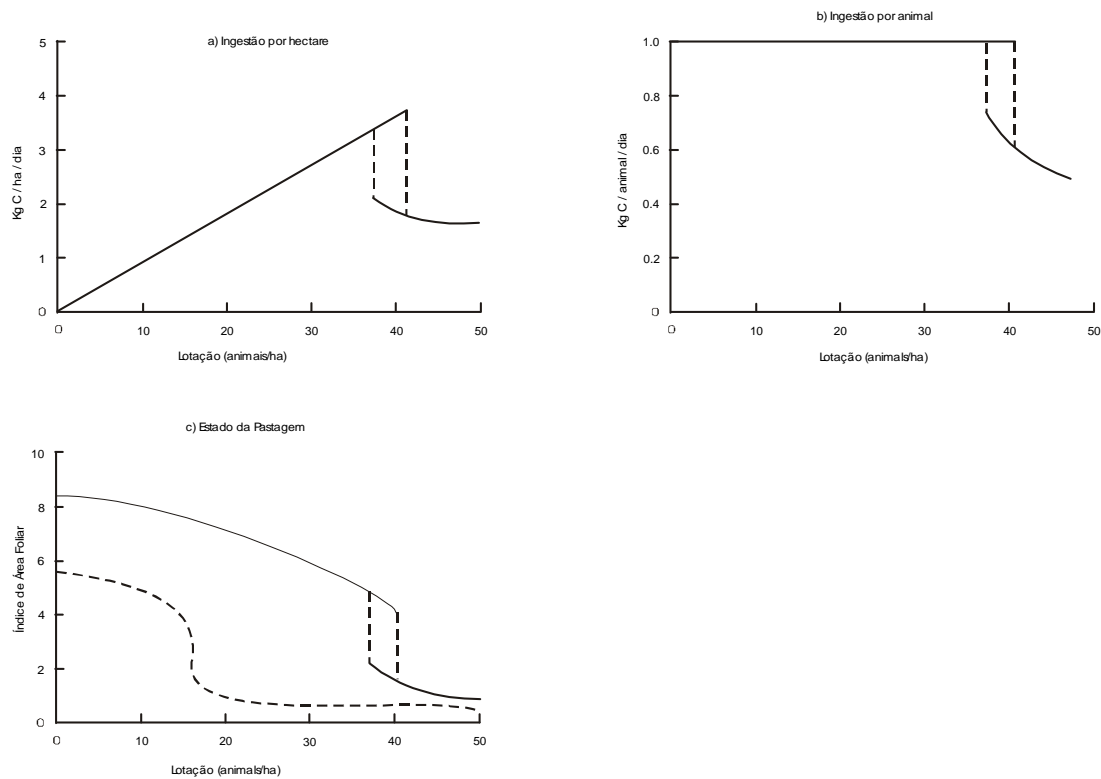 a) Ingestão por hectare
Kg C / ha / dia
5
4
3
2
1
0
0 10 20 30 40 50
Lotação (animais/ha)
b) Ingestão por animal
Kg C / animal / dia
1.0
0.8
0.6
0.4
0.2
0
0 10 20 30 40 50
Lotação (animals/ha)
c) Estado da Pastagem
Índice de Área Foliar
10
8
6
4
2
0
0 10 20 30 40 50
Lotação (animals/ha)